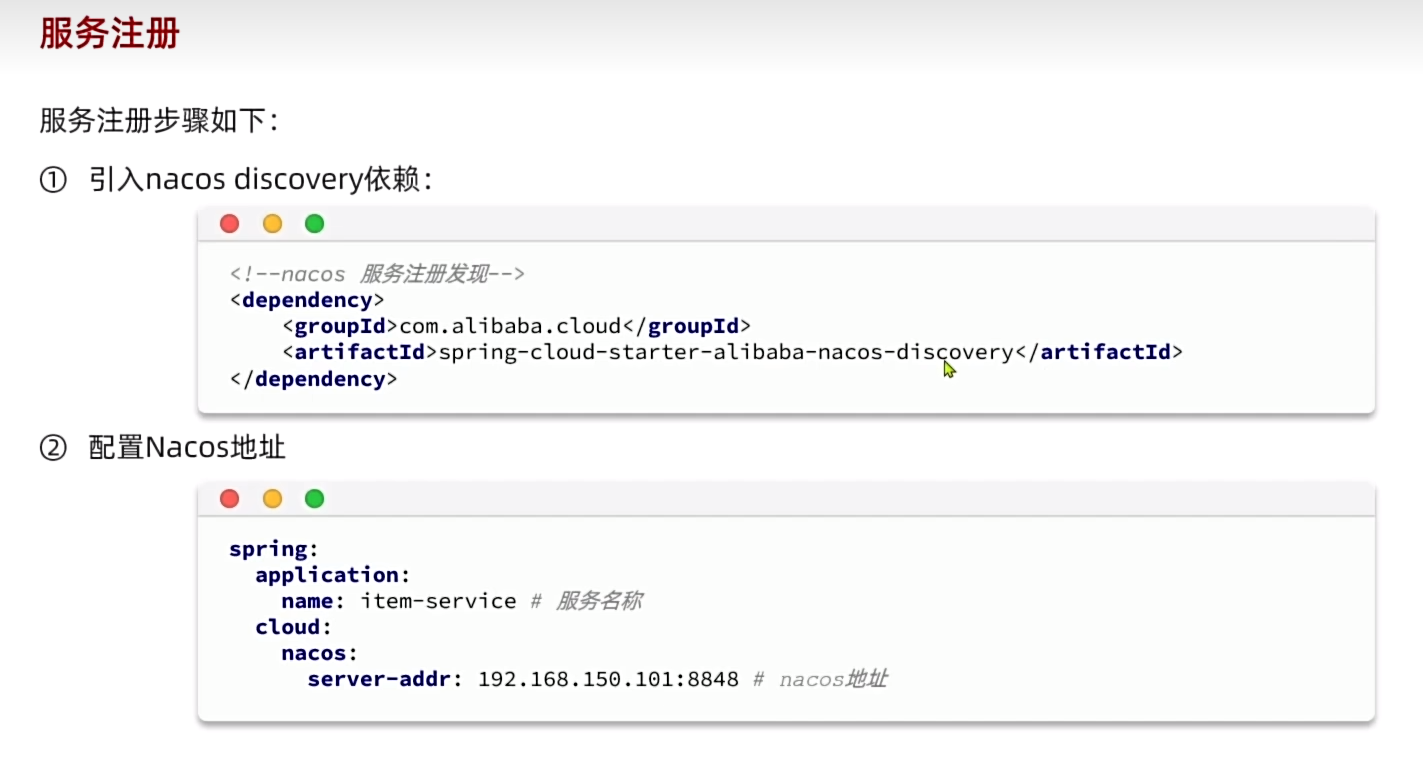 服务注册
服务注册步骤如下：
① 引入nacos discovery依赖：
<!--nacos 服务注册发现-->
<dependency>
    <groupId>com.alibaba.cloud</groupId>
    <artifactId>spring-cloud-starter-alibaba-nacos-discovery</artifactId>
</dependency>
② 配置Nacos地址
spring:
  application:
    name: item-service # 服务名称
  cloud:
    nacos:
      server-addr: 192.168.150.101:8848 # nacos地址